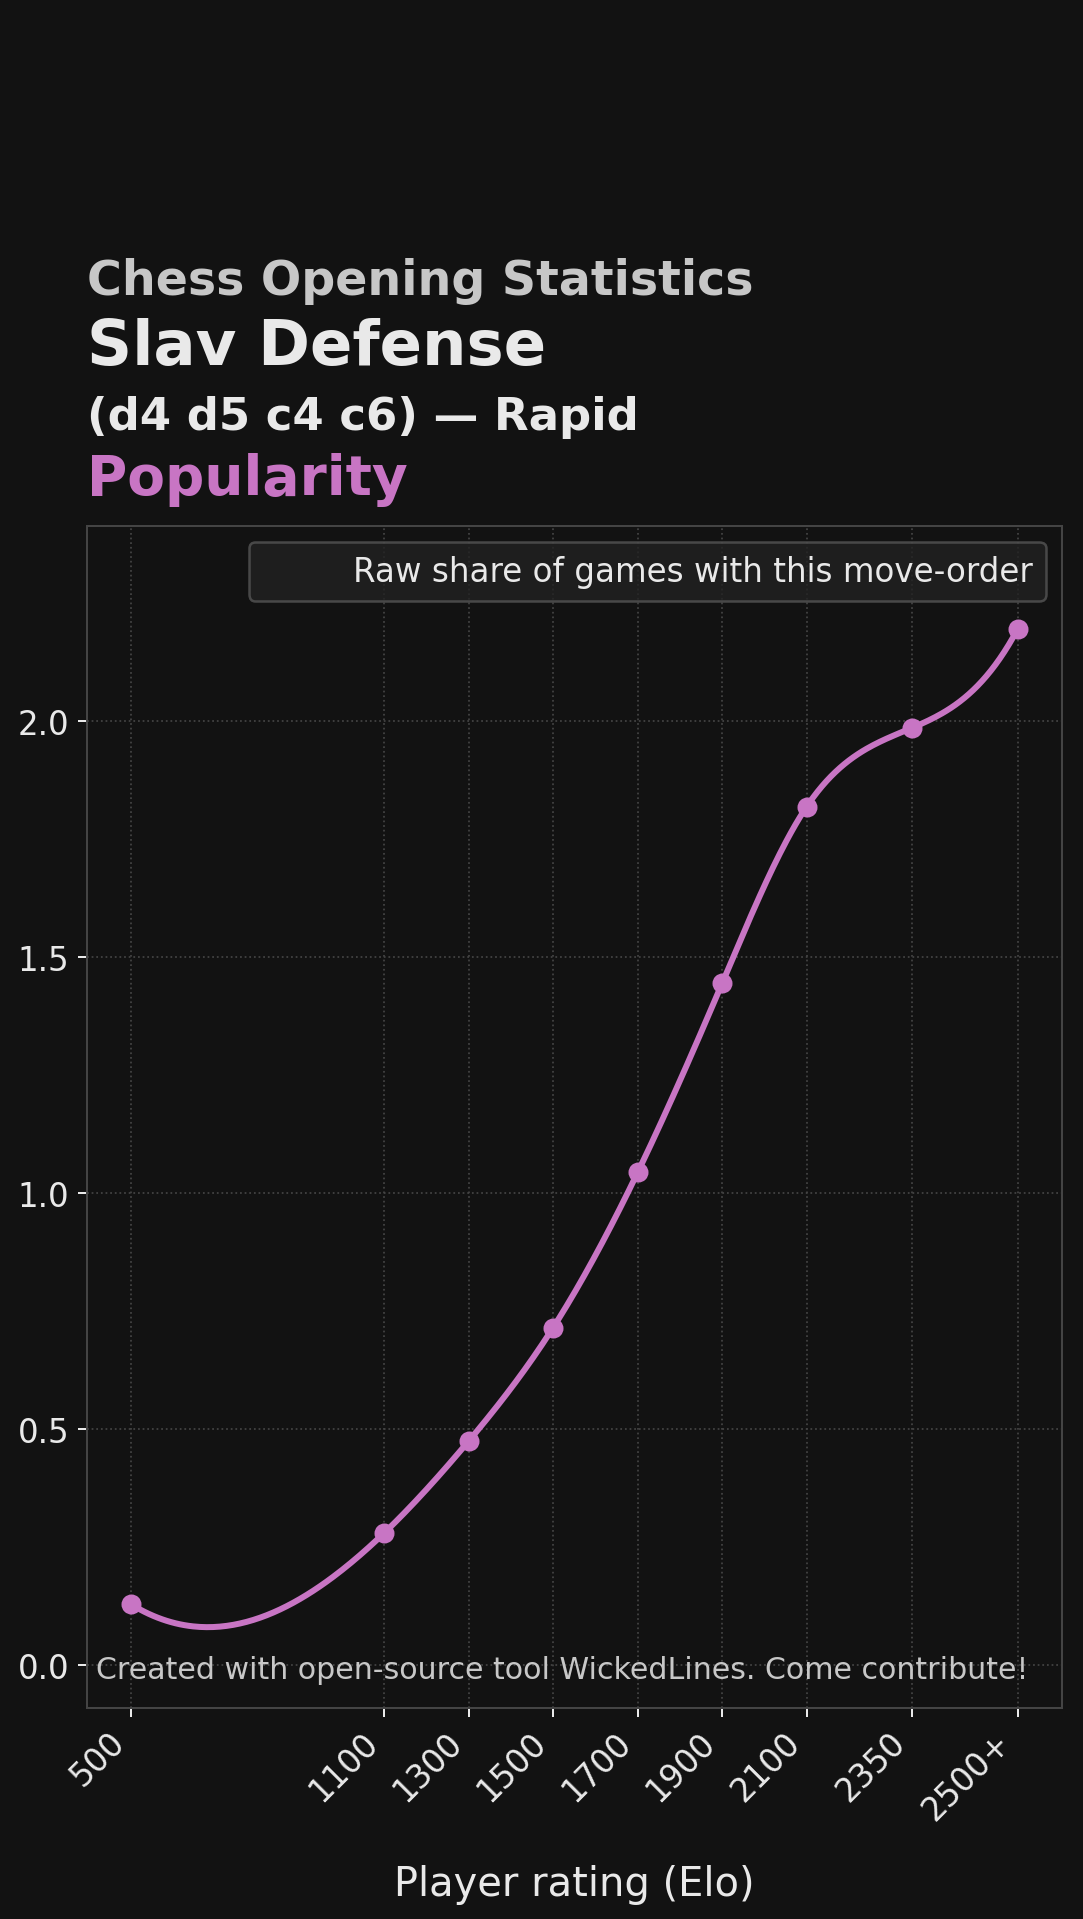 Chess Opening Statistics
Slav Defense
(d4 d5 c4 c6) — Rapid
Popularity
Raw share of games with this move-order
2.0
1.5
1.0
0.5
0.0
Created with open-source tool WickedLines. Come contribute!
500 1100 1300 1500 1700 1900 2100 2350 2500+
Player rating (Elo)